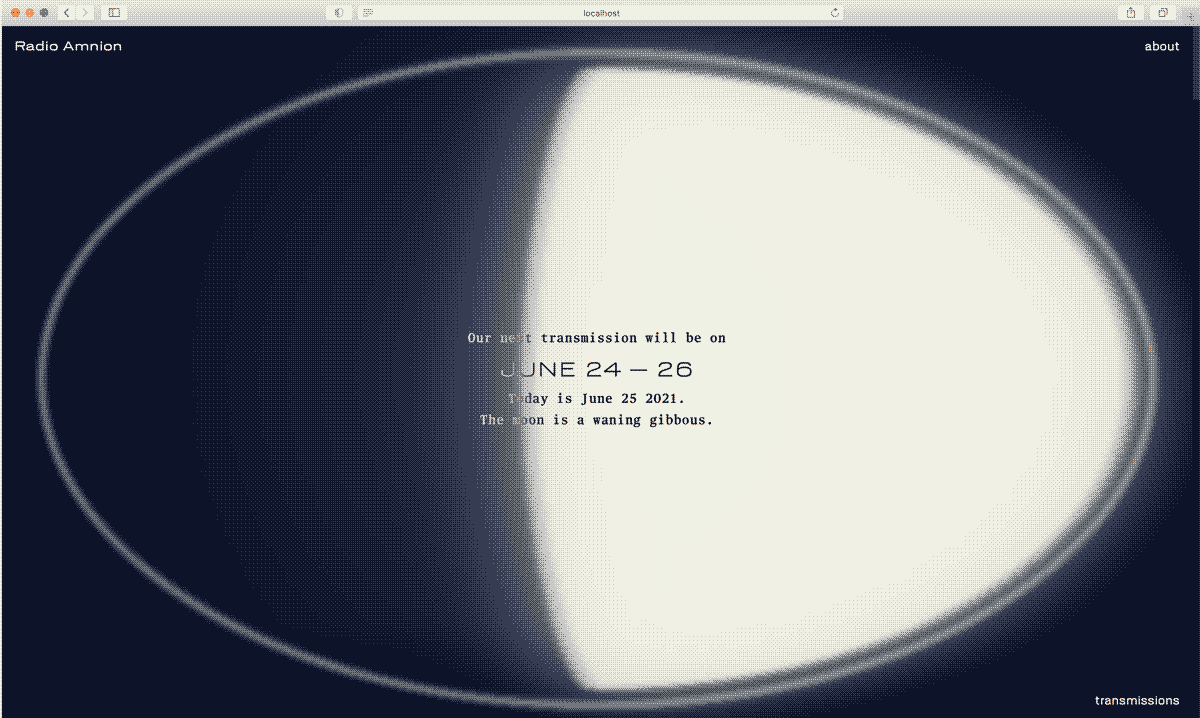 localhost
Radio Amnion
about
Our next transmission will be on
JUNE 24 — 26
Today is June 25 2021.
The moon is a waning gibbous.
transmissions